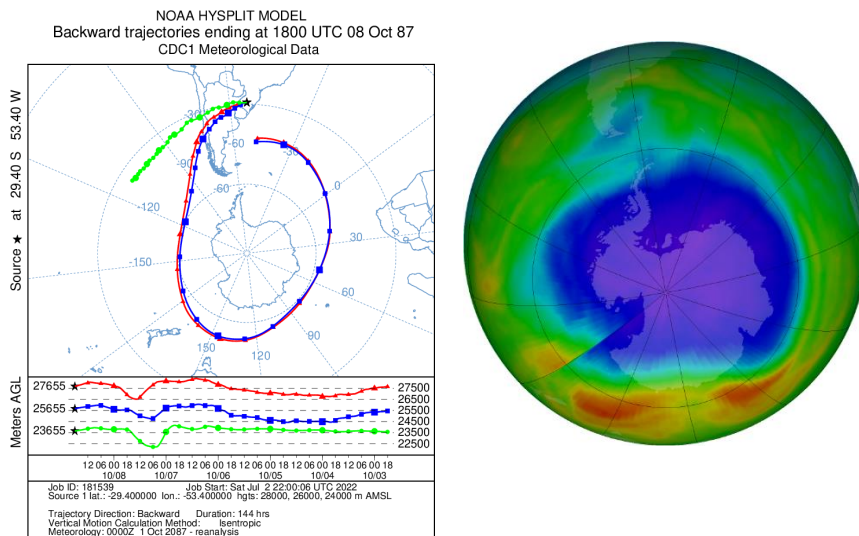 NOAA HYSPLIT MODEL
Backward trajectories ending at 1800 UTC 08 Oct 87
CDC1 Meteorological Data
Source ★ at 29.40 S 53.40 W
-30
-60
-30
-90
-60
0
-120
30
-150
60
90
150
120
Meters AGL
27655
25655
23655
27500
26500
25500
24500
23500
22500
12 06 00 18 12 06 00 18 12 06 00 18 12 06 00 18 12 06 00 18 12 06 00 18
10/08 10/07 10/06 10/05 10/04 10/03
Job ID: 181539 Job Start: Sat Jul 2 22:00:06 UTC 2022
Source 1 lat.: -29.400000 lon.: -53.400000 hgts: 28000, 26000, 24000 m AMSL
Trajectory Direction: Backward Duration: 144 hrs
Vertical Motion Calculation Method: Isentropic
Meteorology: 0000Z 1 Oct 2087 - reanalysis